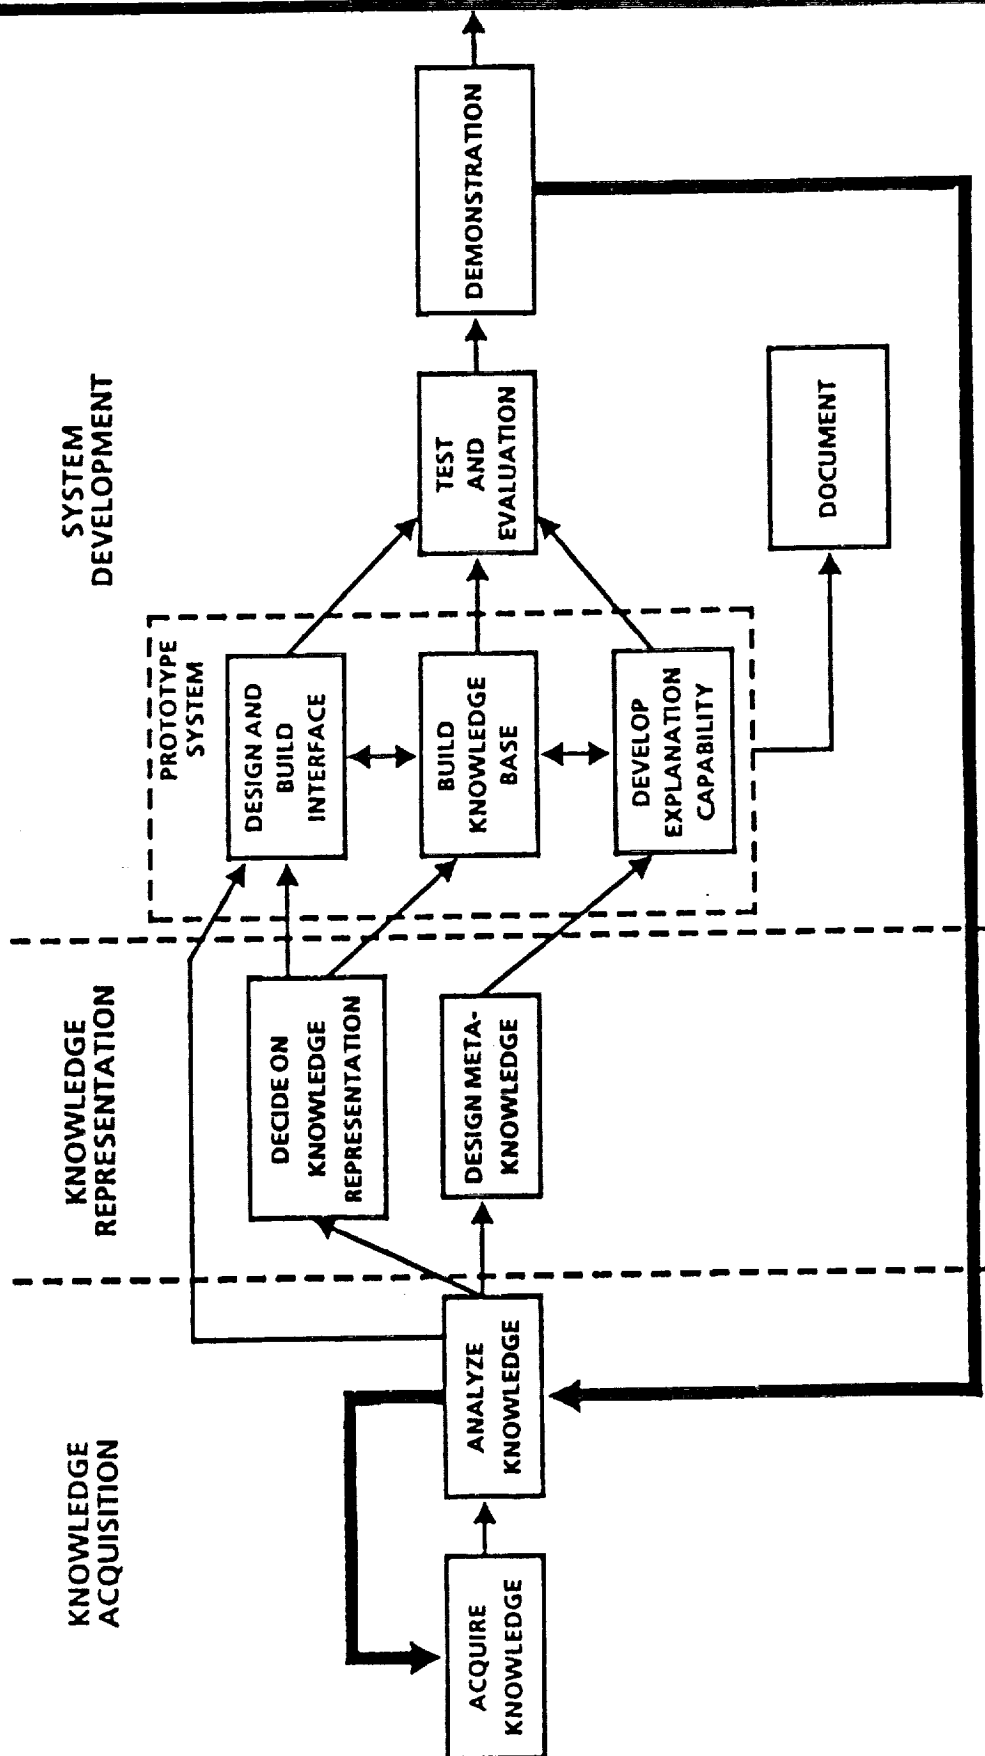 KNOWLEDGE
ACQUISITION
KNOWLEDGE
REPRESENTATION
SYSTEM
DEVELOPMENT
ACQUIRE
KNOWLEDGE
ANALYZE
KNOWLEDGE
DECIDE ON
KNOWLEDGE
REPRESENTATION
DESIGN META-
KNOWLEDGE
PROTOTYPE
SYSTEM
DESIGN AND
BUILD
INTERFACE
BUILD
KNOWLEDGE
BASE
DEVELOP
EXPLANATION
CAPABILITY
TEST
AND
EVALUATION
DEMONSTRATION
DOCUMENT